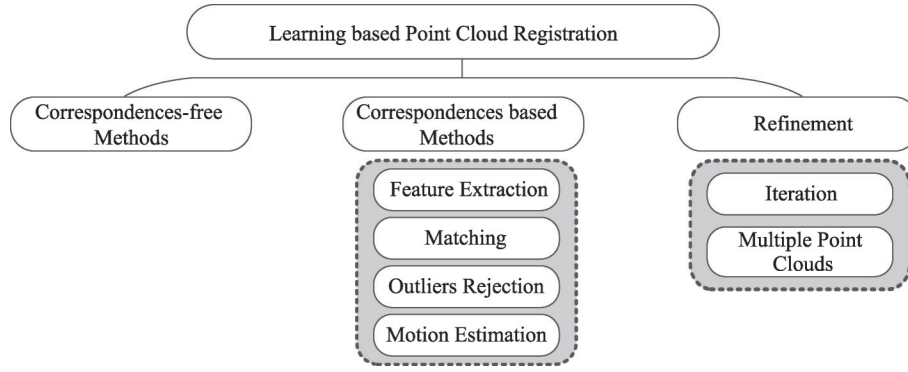 Learning based Point Cloud Registration
Correspondences-free
Methods
Correspondences based
Methods
Feature Extraction
Matching
Outliers Rejection
Motion Estimation
Refinement
Iteration
Multiple Point
Clouds